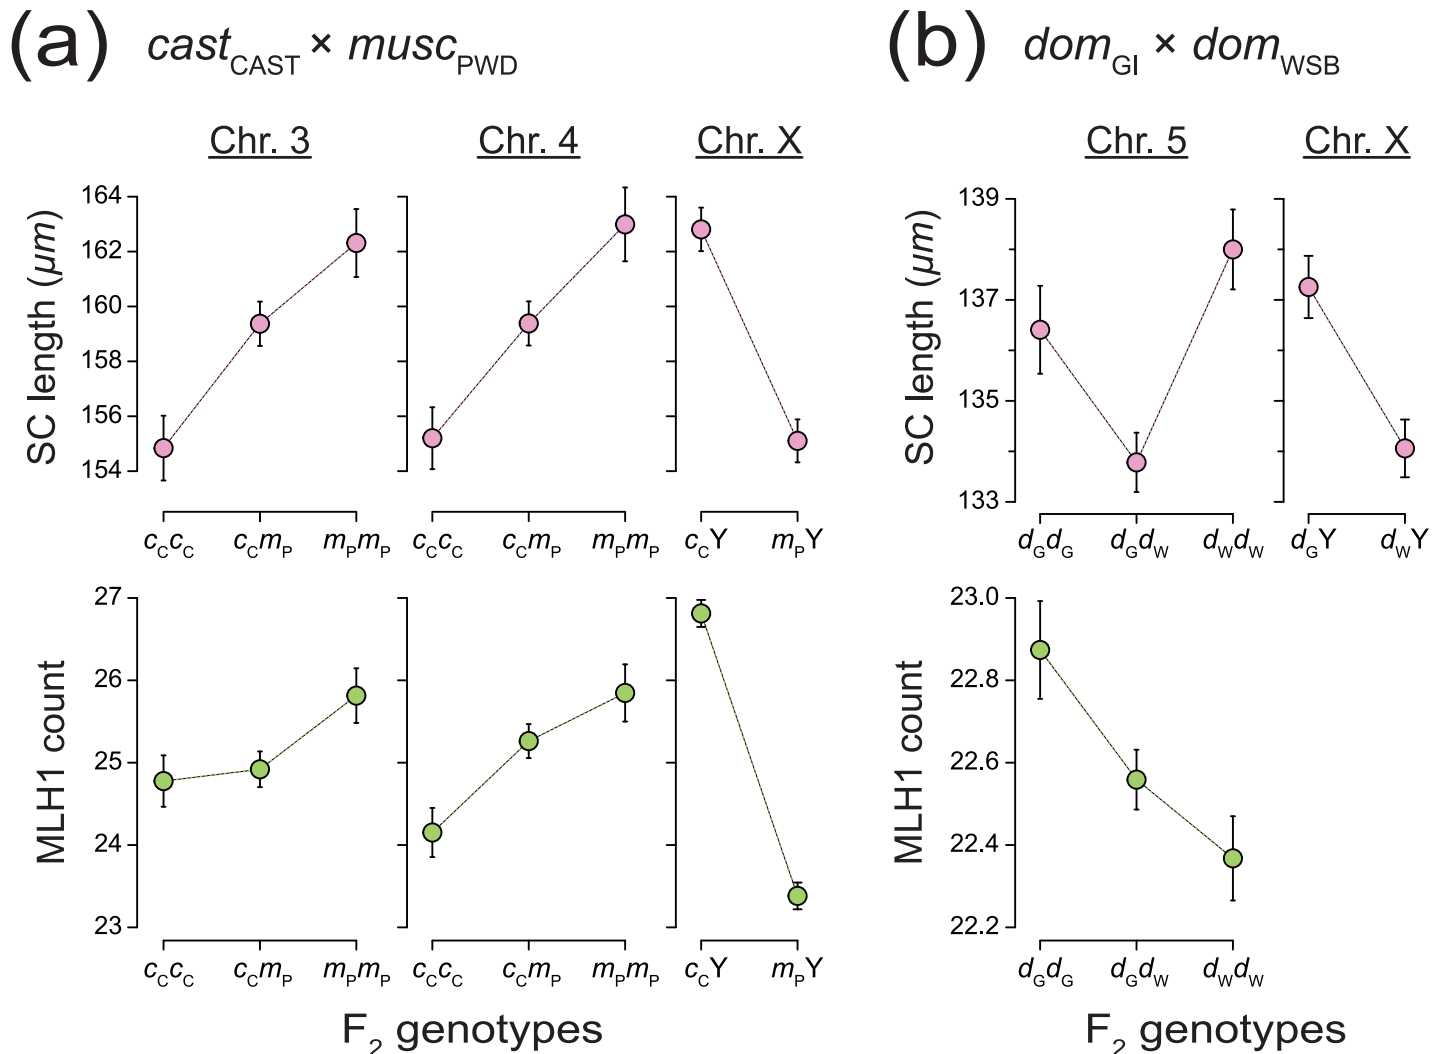 (a) cast_CAST × musc_PWD
(b) dom_GI × dom_WSB
Chr. 3 Chr. 4 Chr. X
Chr. 5 Chr. X
SC length (µm)
164
162
160
158
156
154
c_Cc_C c_Cm_P m_Pm_P
c_Cc_C c_Cm_P m_Pm_P
c_CY m_PY
SC length (µm)
139
137
135
133
d_Gd_G d_Gd_W d_Wd_W
d_GY d_WY
MLH1 count
27
26
25
24
23
c_Cc_C c_Cm_P m_Pm_P
c_Cc_C c_Cm_P m_Pm_P
c_CY m_PY
F₂ genotypes
MLH1 count
23.0
22.8
22.6
22.4
22.2
d_Gd_G d_Gd_W d_Wd_W
F₂ genotypes